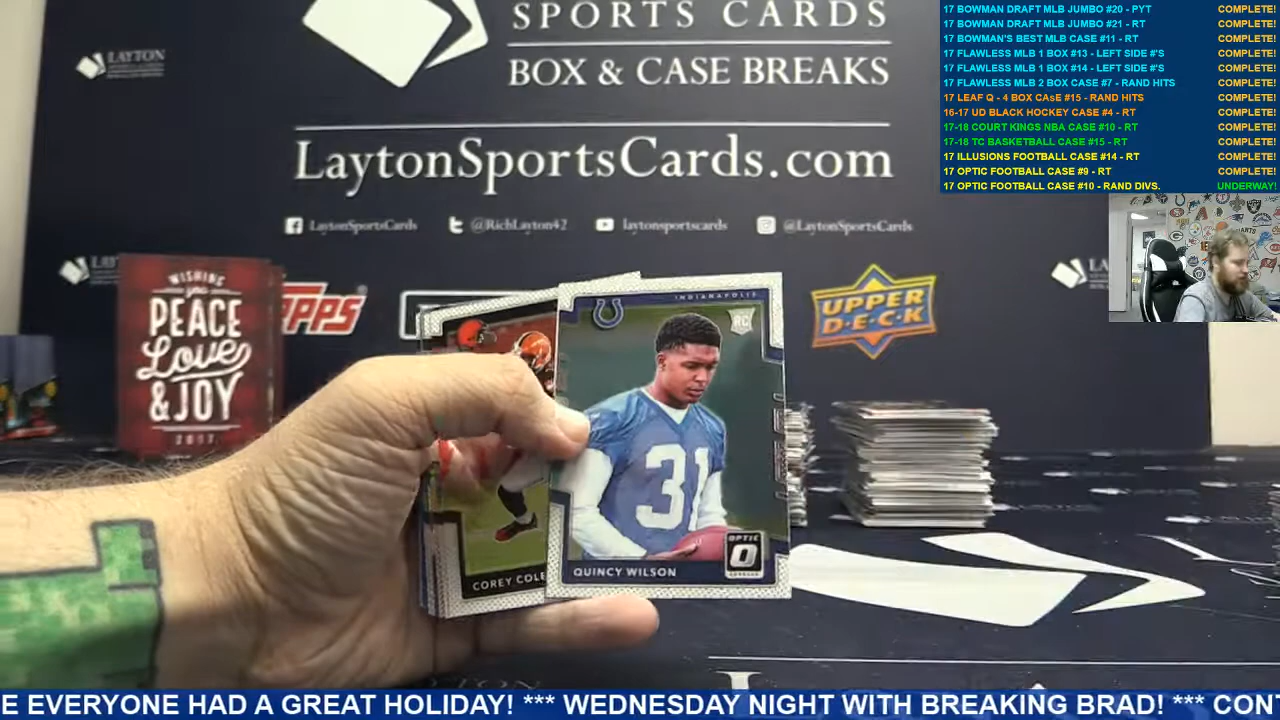 SPORTS CARDS
BOX & CASE BREAKS
LaytonSportsCards.com
LaytonSportsCards
@RichLayton42
laytonsportscards
@LaytonSportsCards
LAYTON
17 BOWMAN DRAFT MLB JUMBO #20 - PYT COMPLETE!
17 BOWMAN DRAFT MLB JUMBO #21 - RT COMPLETE!
17 BOWMAN'S BEST MLB CASE #11 - RT COMPLETE!
17 FLAWLESS MLB 1 BOX #13 - LEFT SIDE #'S COMPLETE!
17 FLAWLESS MLB 1 BOX #14 - LEFT SIDE #'S COMPLETE!
17 FLAWLESS MLB 2 BOX CASE #7 - RAND HITS COMPLETE!
17 LEAF Q - 4 BOX CAsE #15 - RAND HITS COMPLETE!
16-17 UD BLACK HOCKEY CASE #4 - RT COMPLETE!
17-18 COURT KINGS NBA CASE #10 - RT COMPLETE!
17-18 TC BASKETBALL CASE #15 - RT COMPLETE!
17 ILLUSIONS FOOTBALL CASE #14 - RT COMPLETE!
17 OPTIC FOOTBALL CASE #9 - RT COMPLETE!
17 OPTIC FOOTBALL CASE #10 - RAND DIVS. UNDERWAY!
LA
WISHING
you
PEACE
Love
& JOY
2017
PPS
UPPER
DECK
INDIANAPOLIS
RC
31
OPTIC
QUINCY WILSON
COREY COLE
E EVERYONE HAD A GREAT HOLIDAY! *** WEDNESDAY NIGHT WITH BREAKING BRAD! *** CON